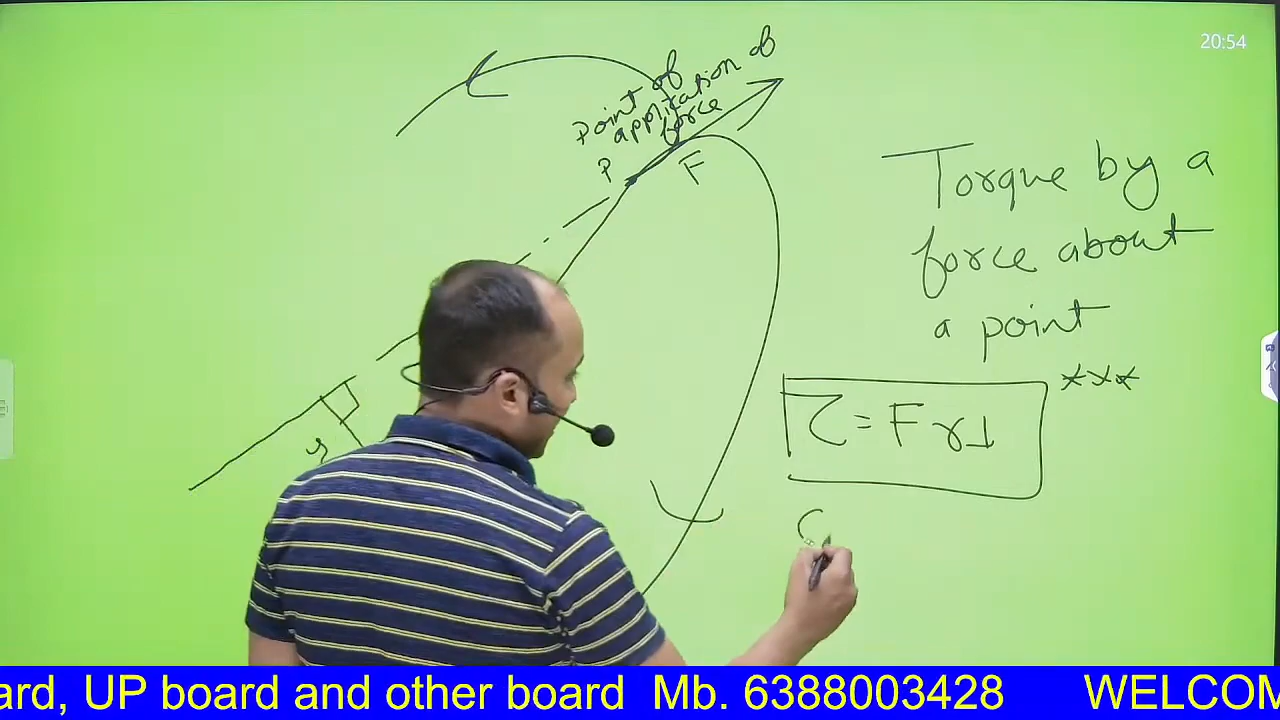 20:54
Point of
application of
force
P
F
Torque by a
force about
a point
***
τ = F r⊥
ard, UP board and other board Mb. 6388003428 WELCOM